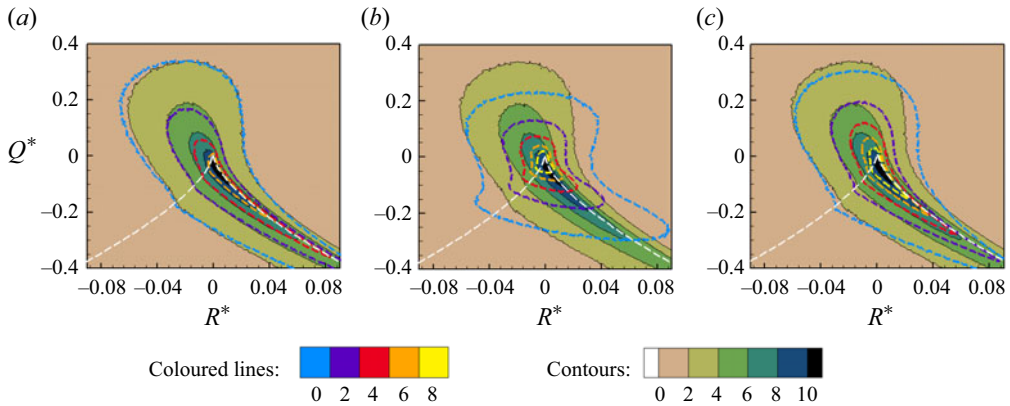 (a) (b) (c)
0.4 0.4 0.4
0.2 0.2 0.2
Q* 0 0 0
–0.2 –0.2 –0.2
–0.4 –0.4 –0.4
–0.08 –0.04 0 0.04 0.08 –0.08 –0.04 0 0.04 0.08 –0.08 –0.04 0 0.04 0.08
R* R* R*
Coloured lines: Contours:
0 2 4 6 8 0 2 4 6 8 10